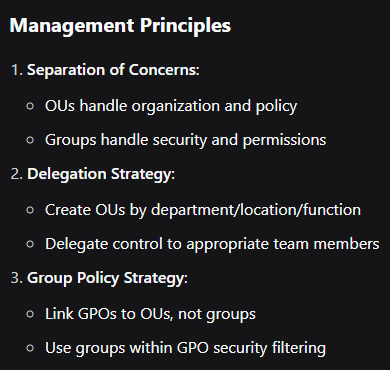 Management Principles
1. Separation of Concerns:
○ OUs handle organization and policy
○ Groups handle security and permissions
2. Delegation Strategy:
○ Create OUs by department/location/function
○ Delegate control to appropriate team members
3. Group Policy Strategy:
○ Link GPOs to OUs, not groups
○ Use groups within GPO security filtering